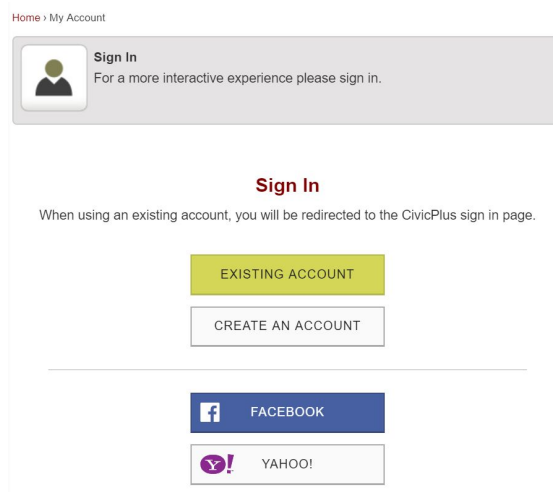 Home › My Account
Sign In
For a more interactive experience please sign in.
Sign In
When using an existing account, you will be redirected to the CivicPlus sign in page.
EXISTING ACCOUNT
CREATE AN ACCOUNT
f FACEBOOK
Y! YAHOO!